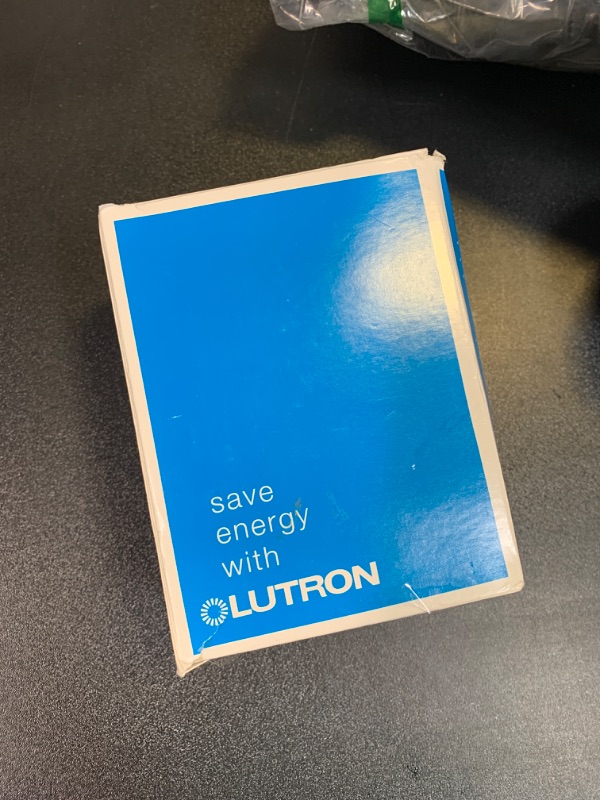 save
energy
with
LUTRON